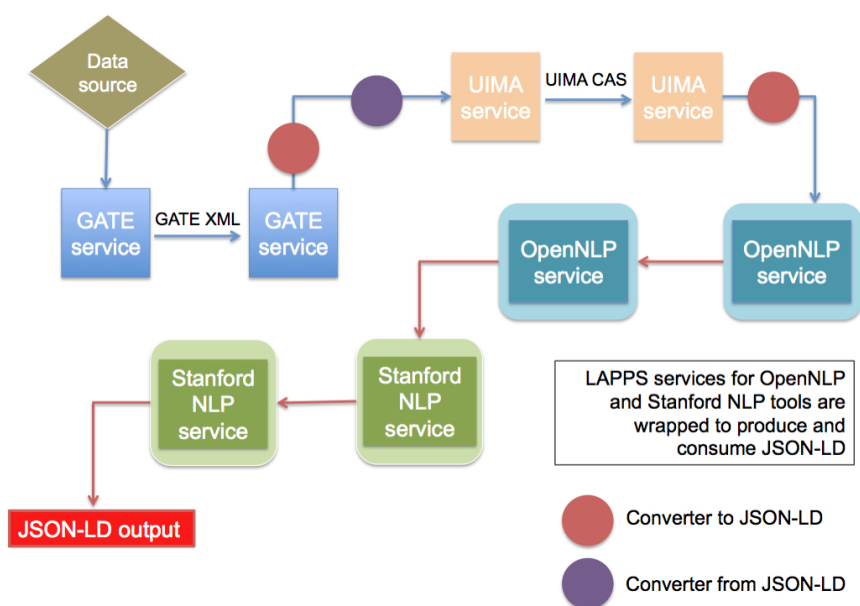 Data
source
GATE
service
GATE XML
GATE
service
UIMA
service
UIMA CAS
UIMA
service
OpenNLP
service
OpenNLP
service
Stanford
NLP
service
Stanford
NLP
service
JSON-LD output
LAPPS services for OpenNLP
and Stanford NLP tools are
wrapped to produce and
consume JSON-LD
Converter to JSON-LD
Converter from JSON-LD